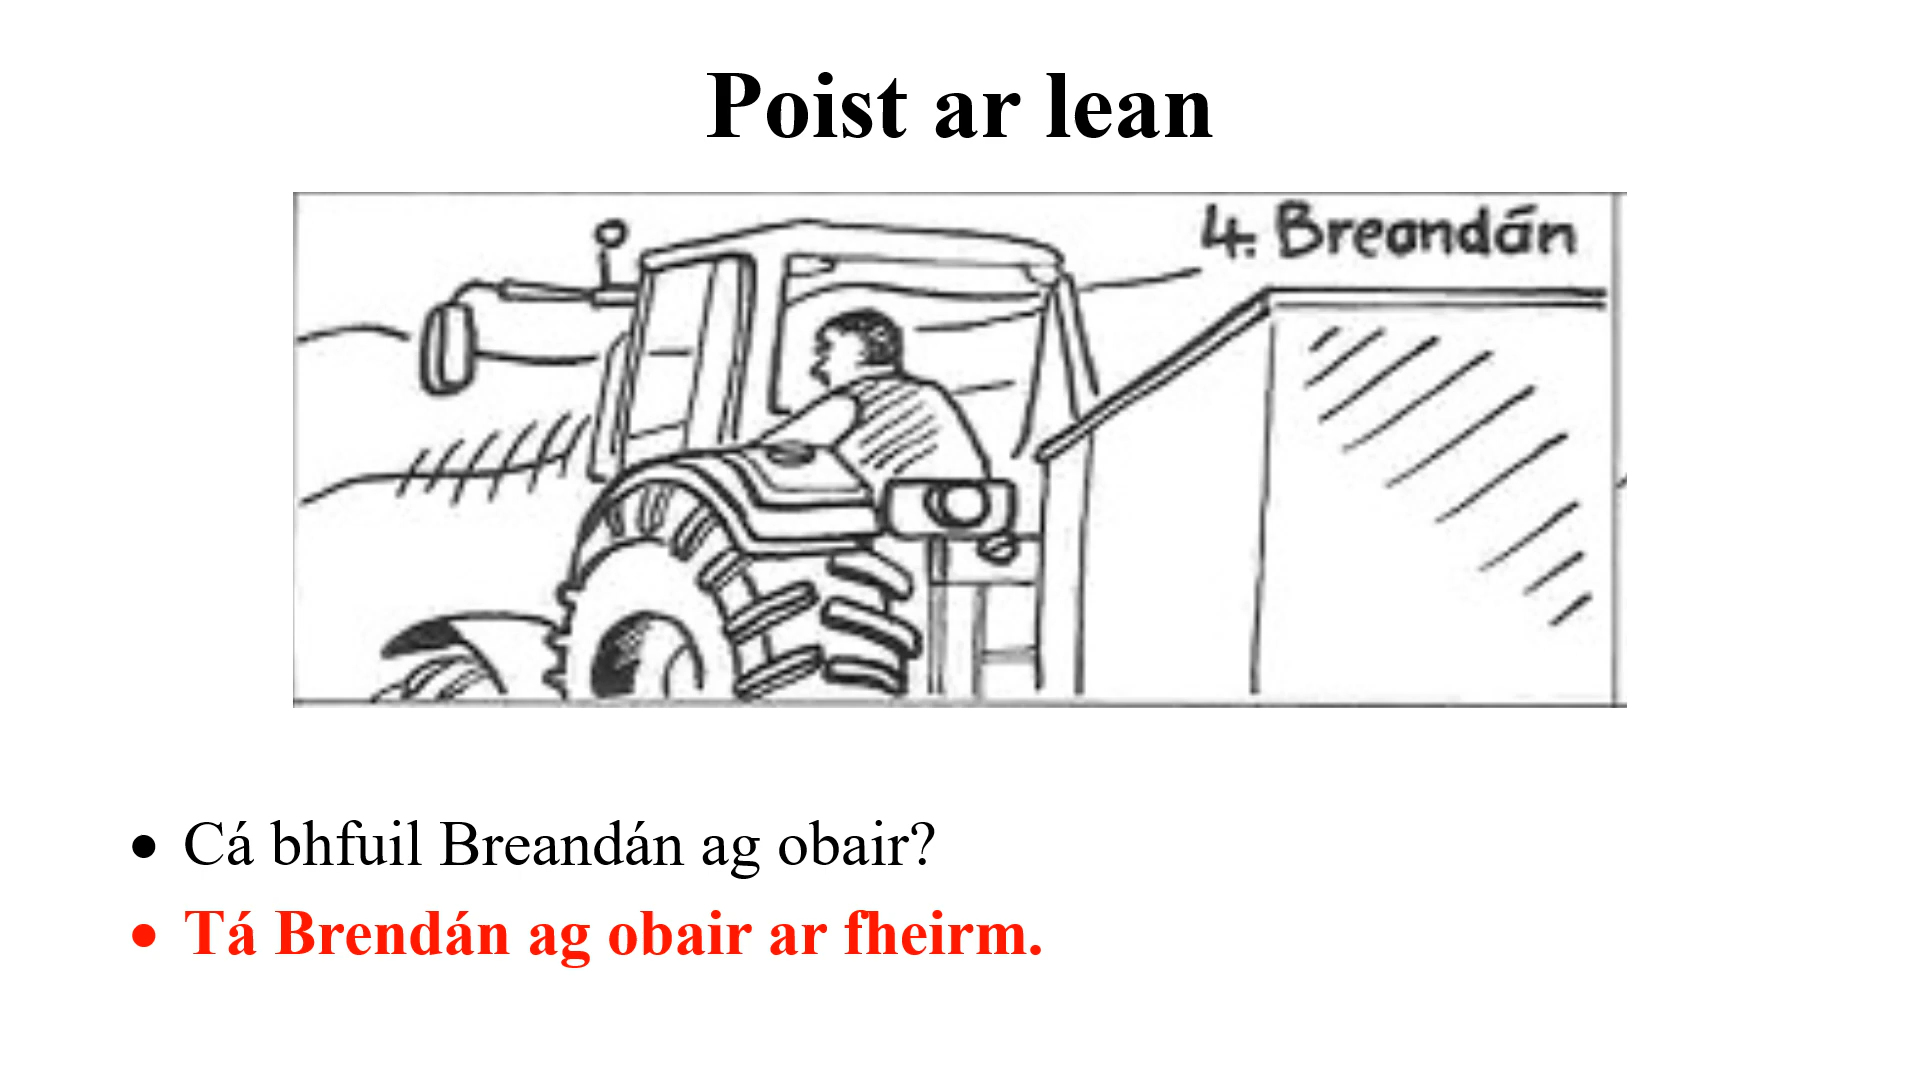 Poist ar lean
4. Breandán
• Cá bhfuil Breandán ag obair?
• Tá Brendán ag obair ar fheirm.